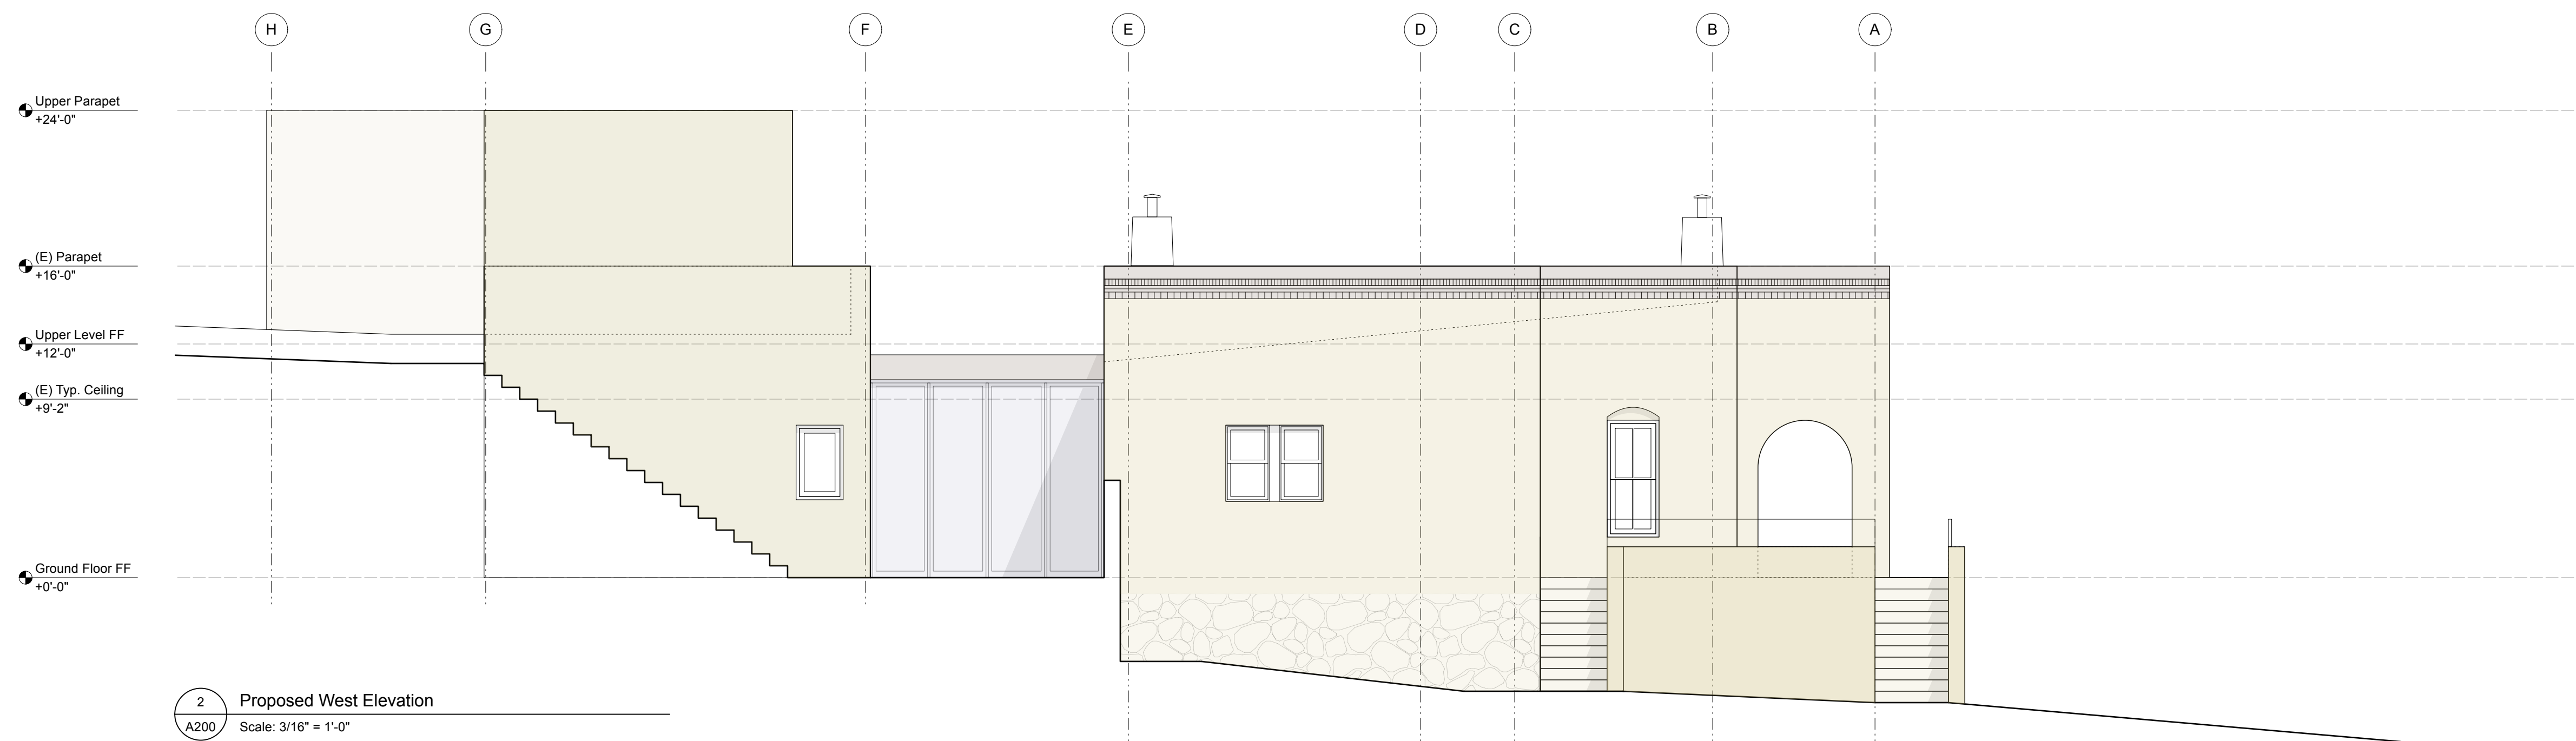 H G F E D C B A
Upper Parapet
+24'-0"
(E) Parapet
+16'-0"
Upper Level FF
+12'-0"
(E) Typ. Ceiling
+9'-2"
Ground Floor FF
+0'-0"
2
A200
Proposed West Elevation
Scale: 3/16" = 1'-0"